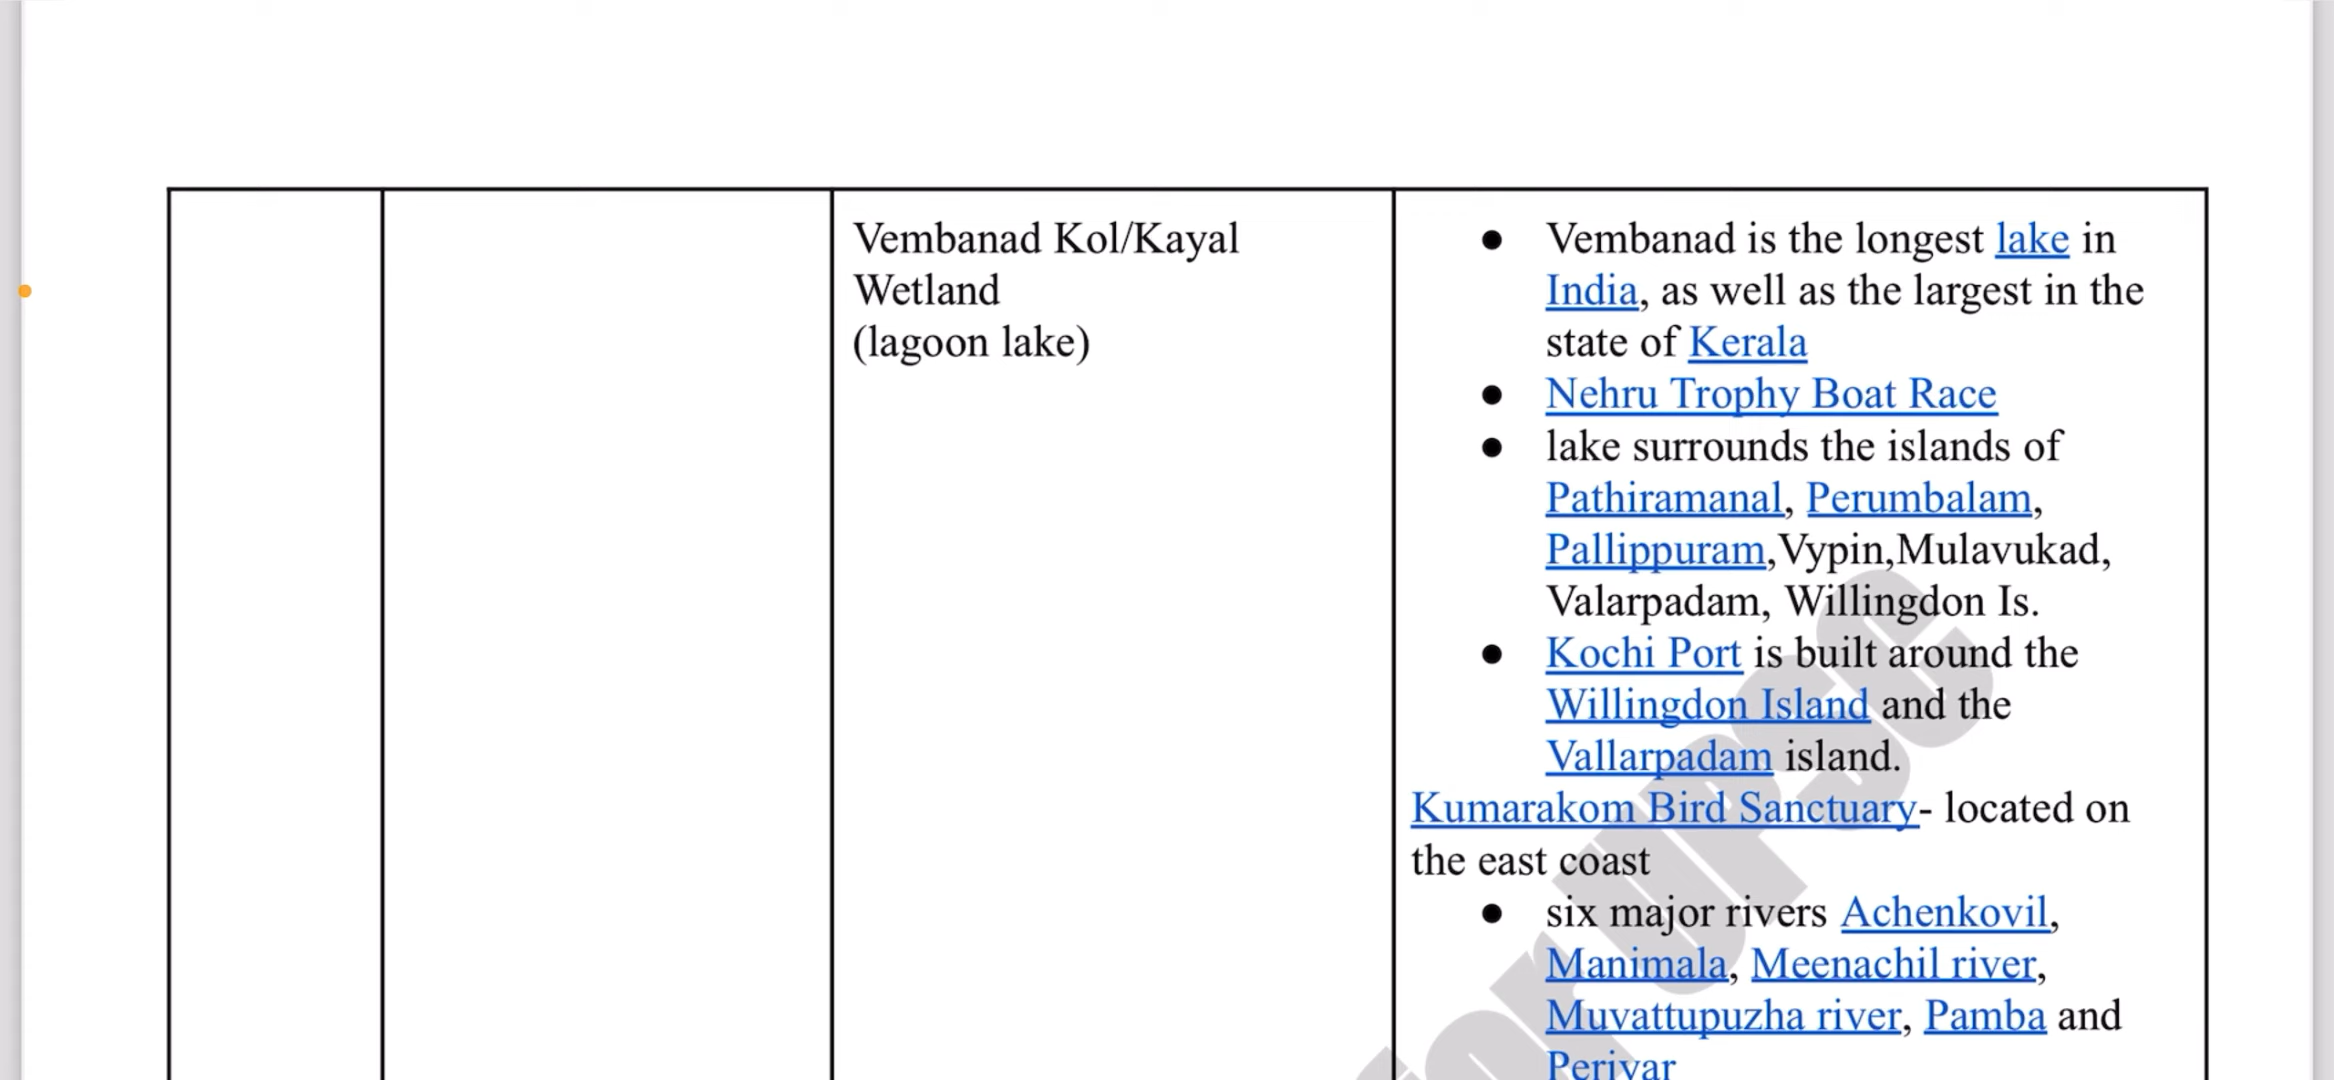 Vembanad Kol/Kayal
Wetland
(lagoon lake)
● Vembanad is the longest lake in
India, as well as the largest in the
state of Kerala
● Nehru Trophy Boat Race
● lake surrounds the islands of
Pathiramanal, Perumbalam,
Pallippuram,Vypin,Mulavukad,
Valarpadam, Willingdon Is.
● Kochi Port is built around the
Willingdon Island and the
Vallarpadam island.
Kumarakom Bird Sanctuary- located on
the east coast
● six major rivers Achenkovil,
Manimala, Meenachil river,
Muvattupuzha river, Pamba and
Periyar
for UPSC